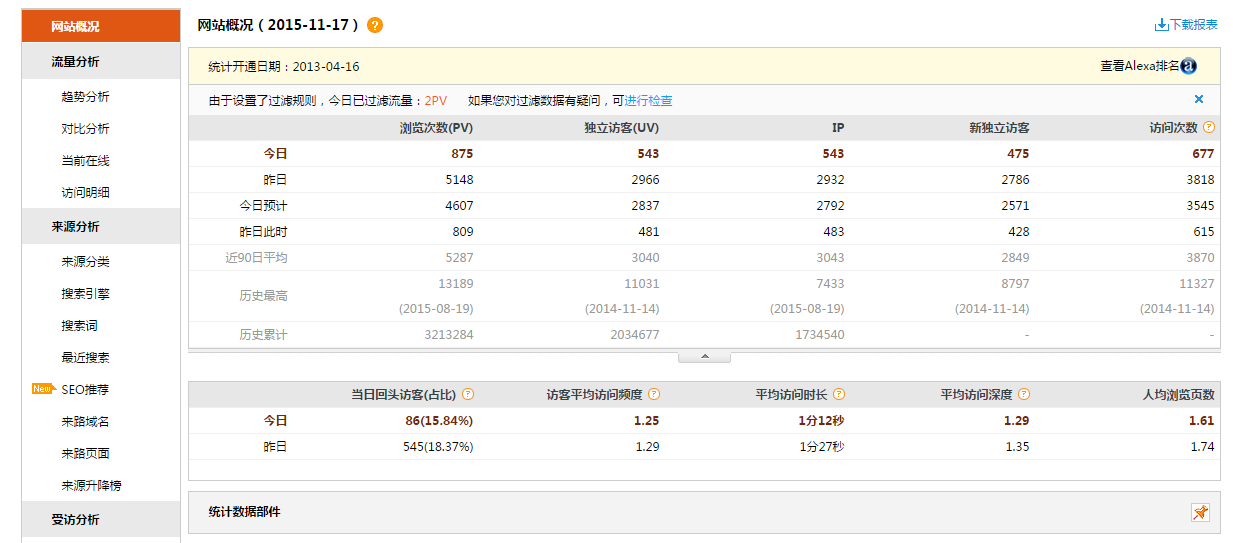 网站概况
流量分析
趋势分析
对比分析
当前在线
访问明细
来源分析
来源分类
搜索引擎
搜索词
最近搜索
New SEO推荐
来路域名
来路页面
来源升降榜
受访分析
网站概况（2015-11-17） ?
下载报表
统计开通日期：2013-04-16 查看Alexa排名 a
由于设置了过滤规则，今日已过滤流量：2PV 如果您对过滤数据有疑问，可进行检查 ×
浏览次数(PV) 独立访客(UV) IP 新独立访客 访问次数 ?
今日 875 543 543 475 677
昨日 5148 2966 2932 2786 3818
今日预计 4607 2837 2792 2571 3545
昨日此时 809 481 483 428 615
近90日平均 5287 3040 3043 2849 3870
历史最高 13189 11031 7433 8797 11327
(2015-08-19) (2014-11-14) (2015-08-19) (2014-11-14) (2014-11-14)
历史累计 3213284 2034677 1734540 - -
当日回头访客(占比) ? 访客平均访问频度 ? 平均访问时长 ? 平均访问深度 ? 人均浏览页数
今日 86(15.84%) 1.25 1分12秒 1.29 1.61
昨日 545(18.37%) 1.29 1分27秒 1.35 1.74
统计数据部件